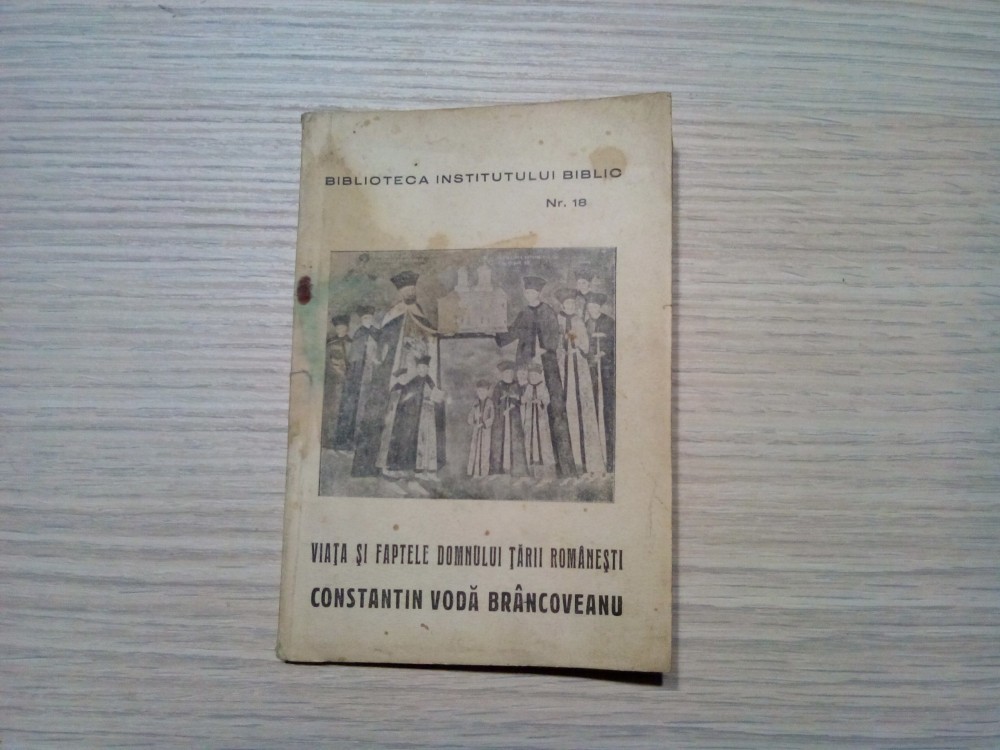 BIBLIOTECA INSTITUTULUI BIBLIC
Nr. 18
VIAȚA ȘI FAPTELE DOMNULUI ȚĂRII ROMÂNEȘTI
CONSTANTIN VODĂ BRÂNCOVEANU